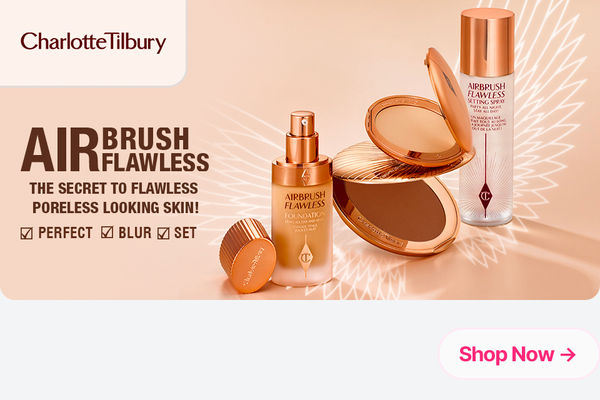 CharlotteTilbury
AIRBRUSH
FLAWLESS
THE SECRET TO FLAWLESS
PORELESS LOOKING SKIN!
☑ PERFECT ☑ BLUR ☑ SET
AIRBRUSH
FLAWLESS
FOUNDATION
AIRBRUSH
FLAWLESS
SETTING SPRAY
Shop Now →